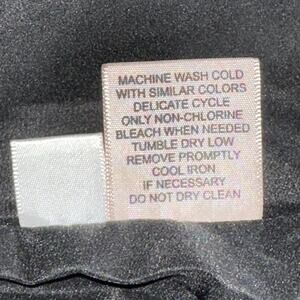 MACHINE WASH COLD
WITH SIMILAR COLORS
DELICATE CYCLE
ONLY NON-CHLORINE
BLEACH WHEN NEEDED
TUMBLE DRY LOW
REMOVE PROMPTLY
COOL IRON
IF NECESSARY
DO NOT DRY CLEAN